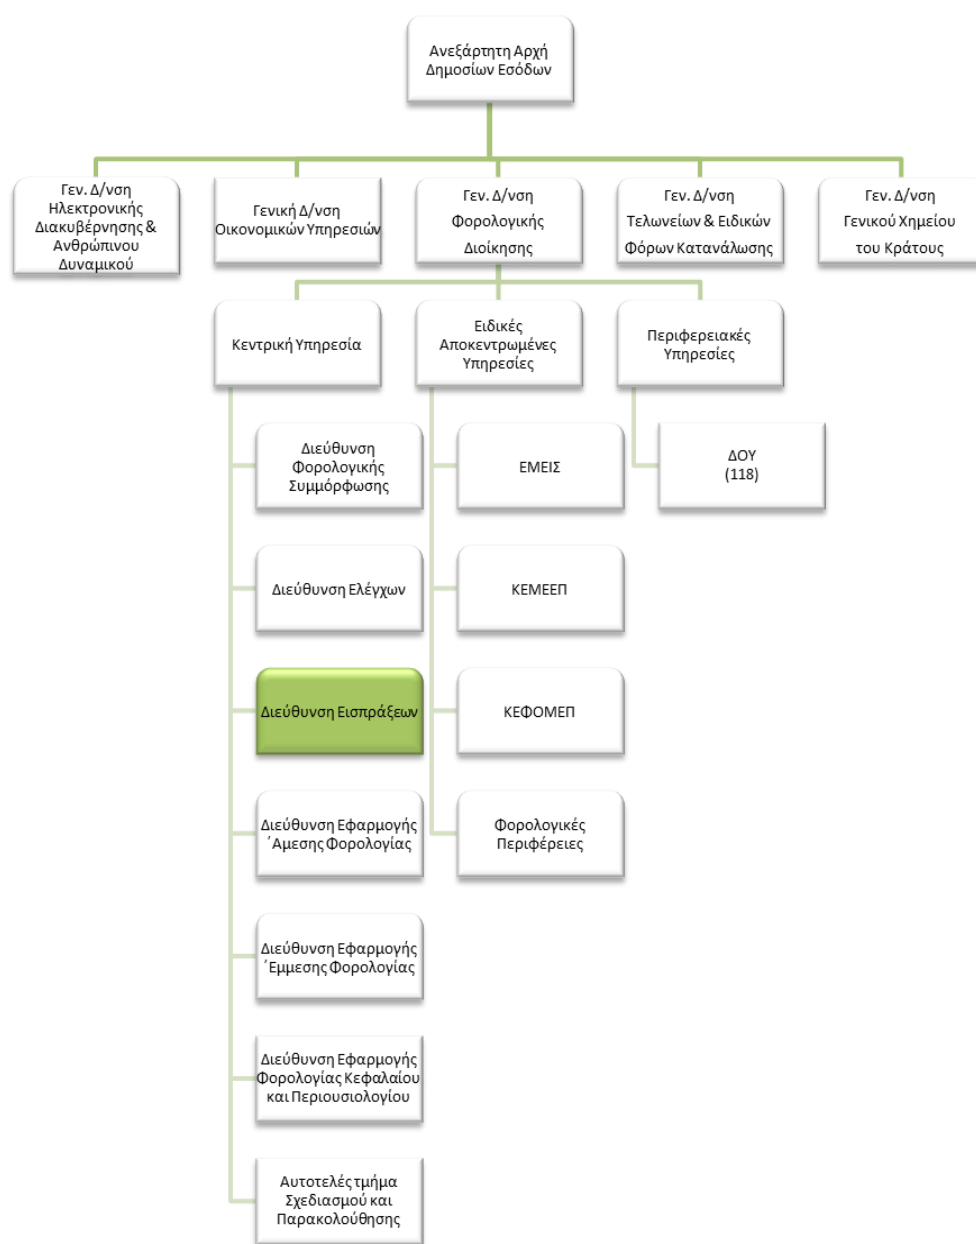 Ανεξάρτητη Αρχή
Δημοσίων Εσόδων
Γεν. Δ/νση
Ηλεκτρονικής
Διακυβέρνησης &
Ανθρώπινου
Δυναμικού
Γενική Δ/νση
Οικονομικών Υπηρεσιών
Γεν. Δ/νση
Φορολογικής
Διοίκησης
Γεν. Δ/νση
Τελωνείων & Ειδικών
Φόρων Κατανάλωσης
Γεν. Δ/νση
Γενικού Χημείου
του Κράτους
Κεντρική Υπηρεσία
Ειδικές
Αποκεντρωμένες
Υπηρεσίες
Περιφερειακές
Υπηρεσίες
Διεύθυνση
Φορολογικής
Συμμόρφωσης
ΕΜΕΙΣ
ΔΟΥ
(118)
Διεύθυνση Ελέγχων
ΚΕΜΕΕΠ
Διεύθυνση Εισπράξεων
ΚΕΦΟΜΕΠ
Διεύθυνση Εφαρμογής
΄Αμεσης Φορολογίας
Φορολογικές
Περιφέρειες
Διεύθυνση Εφαρμογής
΄Εμμεσης Φορολογίας
Διεύθυνση Εφαρμογής
Φορολογίας Κεφαλαίου
και Περιουσιολογίου
Αυτοτελές τμήμα
Σχεδιασμού και
Παρακολούθησης